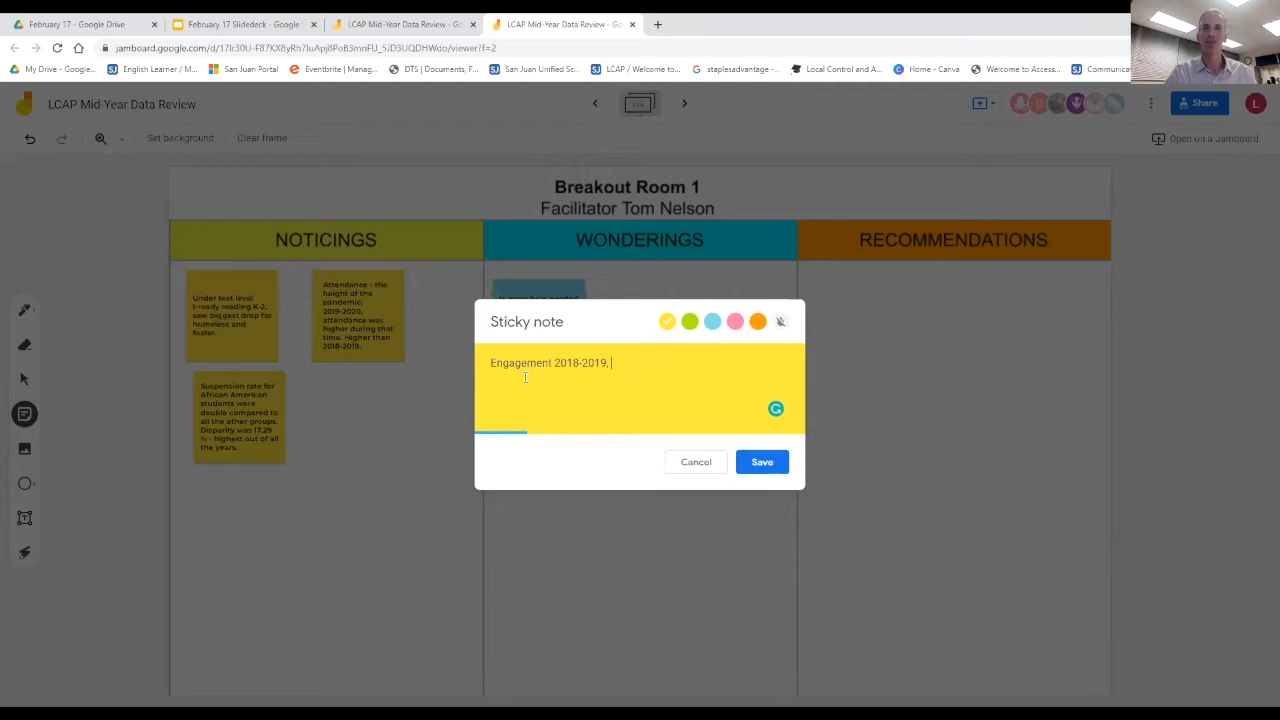 February 17 - Google Drive
February 17 Slidedeck - Google
LCAP Mid-Year Data Review - Go
LCAP Mid-Year Data Review - Go
My Drive - Google...
English Learner / M...
San Juan Portal
Eventbrite | Manag...
DTS | Documents, F...
San Juan Unified Sc...
LCAP / Welcome to...
staplesadvantage -...
Local Control and A...
Home - Canva
Welcome to Access...
Communicat
LCAP Mid-Year Data Review
Share
L
Set background
Clear frame
Open on a Jamboard
Breakout Room 1
Facilitator Tom Nelson
NOTICINGS
WONDERINGS
RECOMMENDATIONS
Under text level
I-ready reading K-2,
saw biggest drop for
homeless and
foster.
Attendance - the
height of the
pandemic,
2019-2020,
attendance was
higher during that
time. Higher than
2018-2019.
Suspension rate for
African American
students were
double compared to
all the other groups.
Disparity was 17.29
% - highest out of all
the years.
Sticky note
Engagement 2018-2019,
Cancel
Save